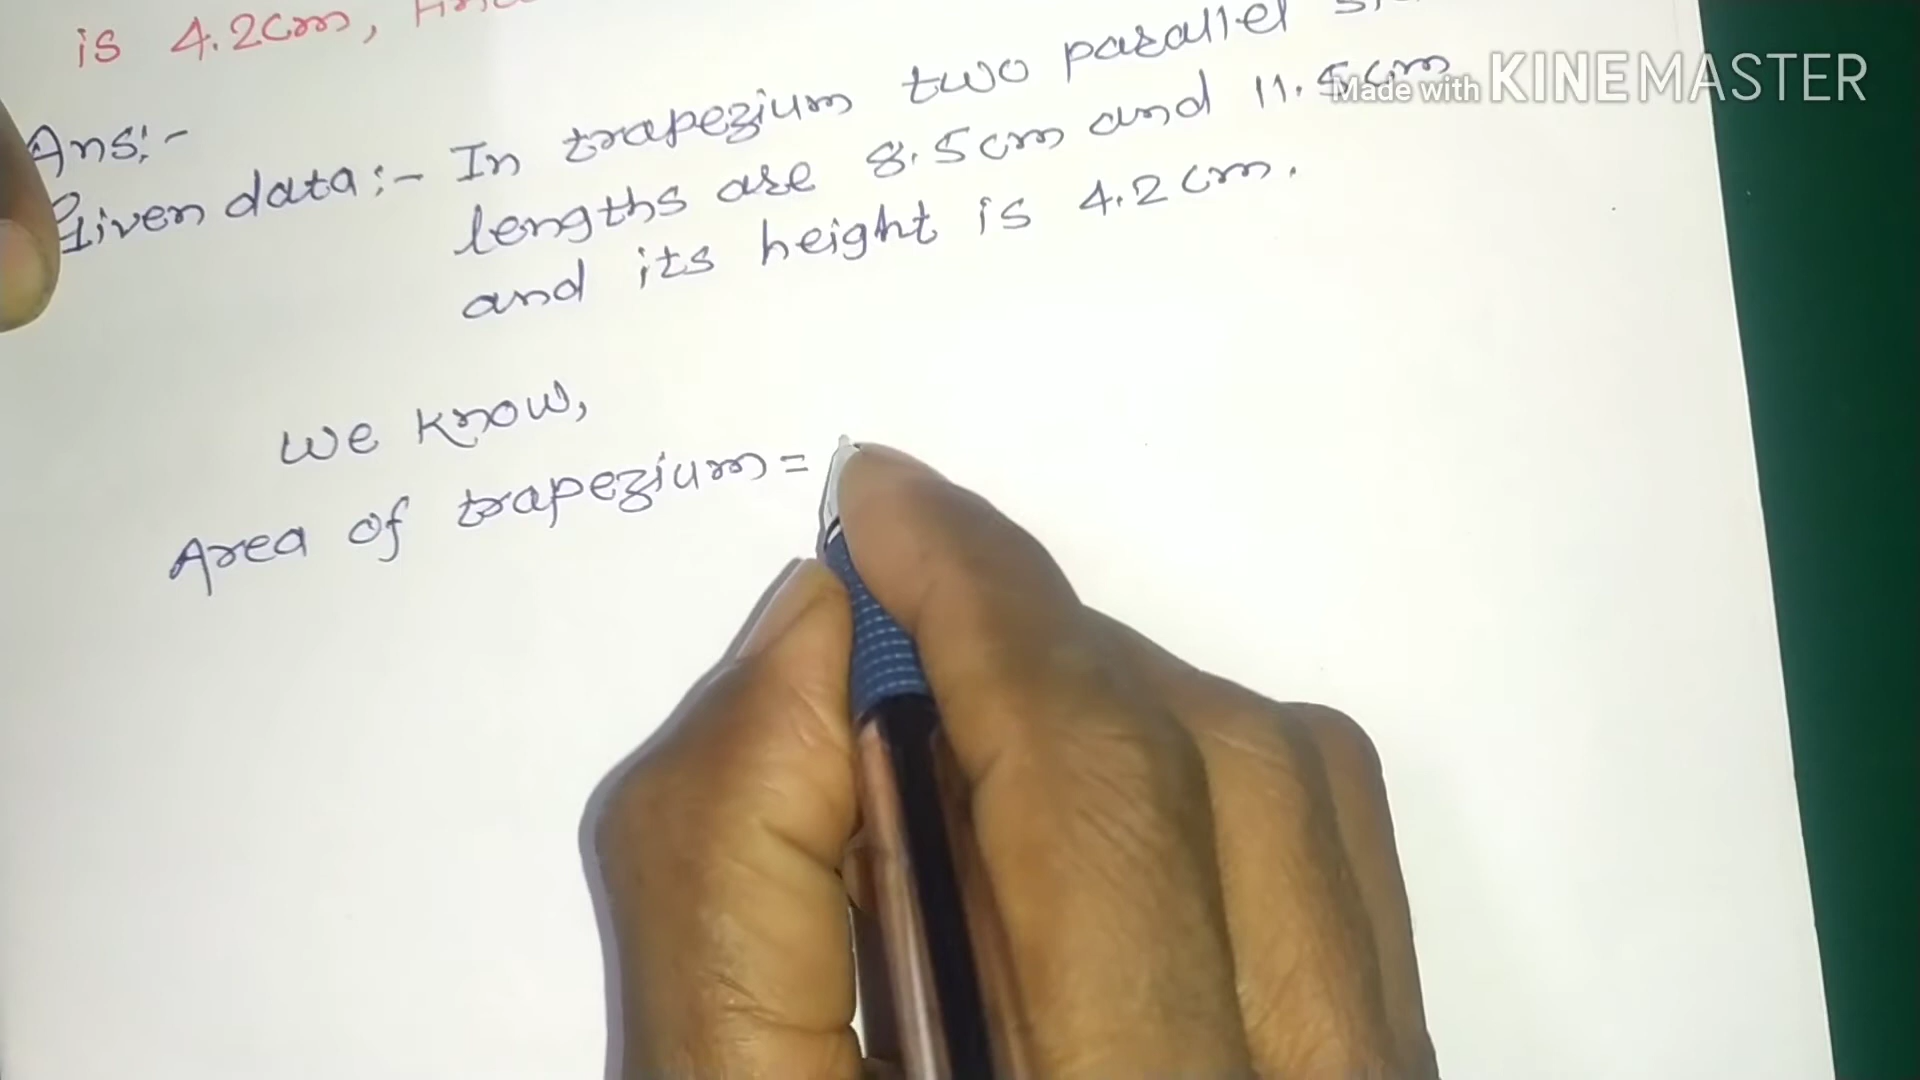 is 4.2cm,
Made with KINEMASTER
Ans:-
Given data:- In trapezium two parallel
lengths are 8.5cm and 11.5cm
and its height is 4.2cm.
We know,
Area of trapezium =